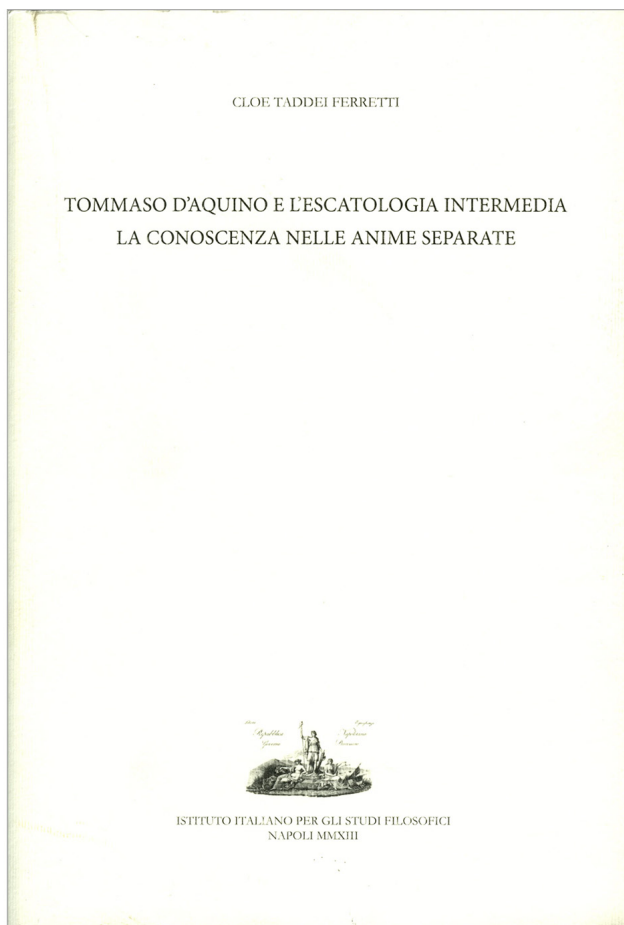 CLOE TADDEI FERRETTI
TOMMASO D'AQUINO E L'ESCATOLOGIA INTERMEDIA
LA CONOSCENZA NELLE ANIME SEPARATE
Repubblica
ISTITUTO ITALIANO PER GLI STUDI FILOSOFICI
NAPOLI MMXIII